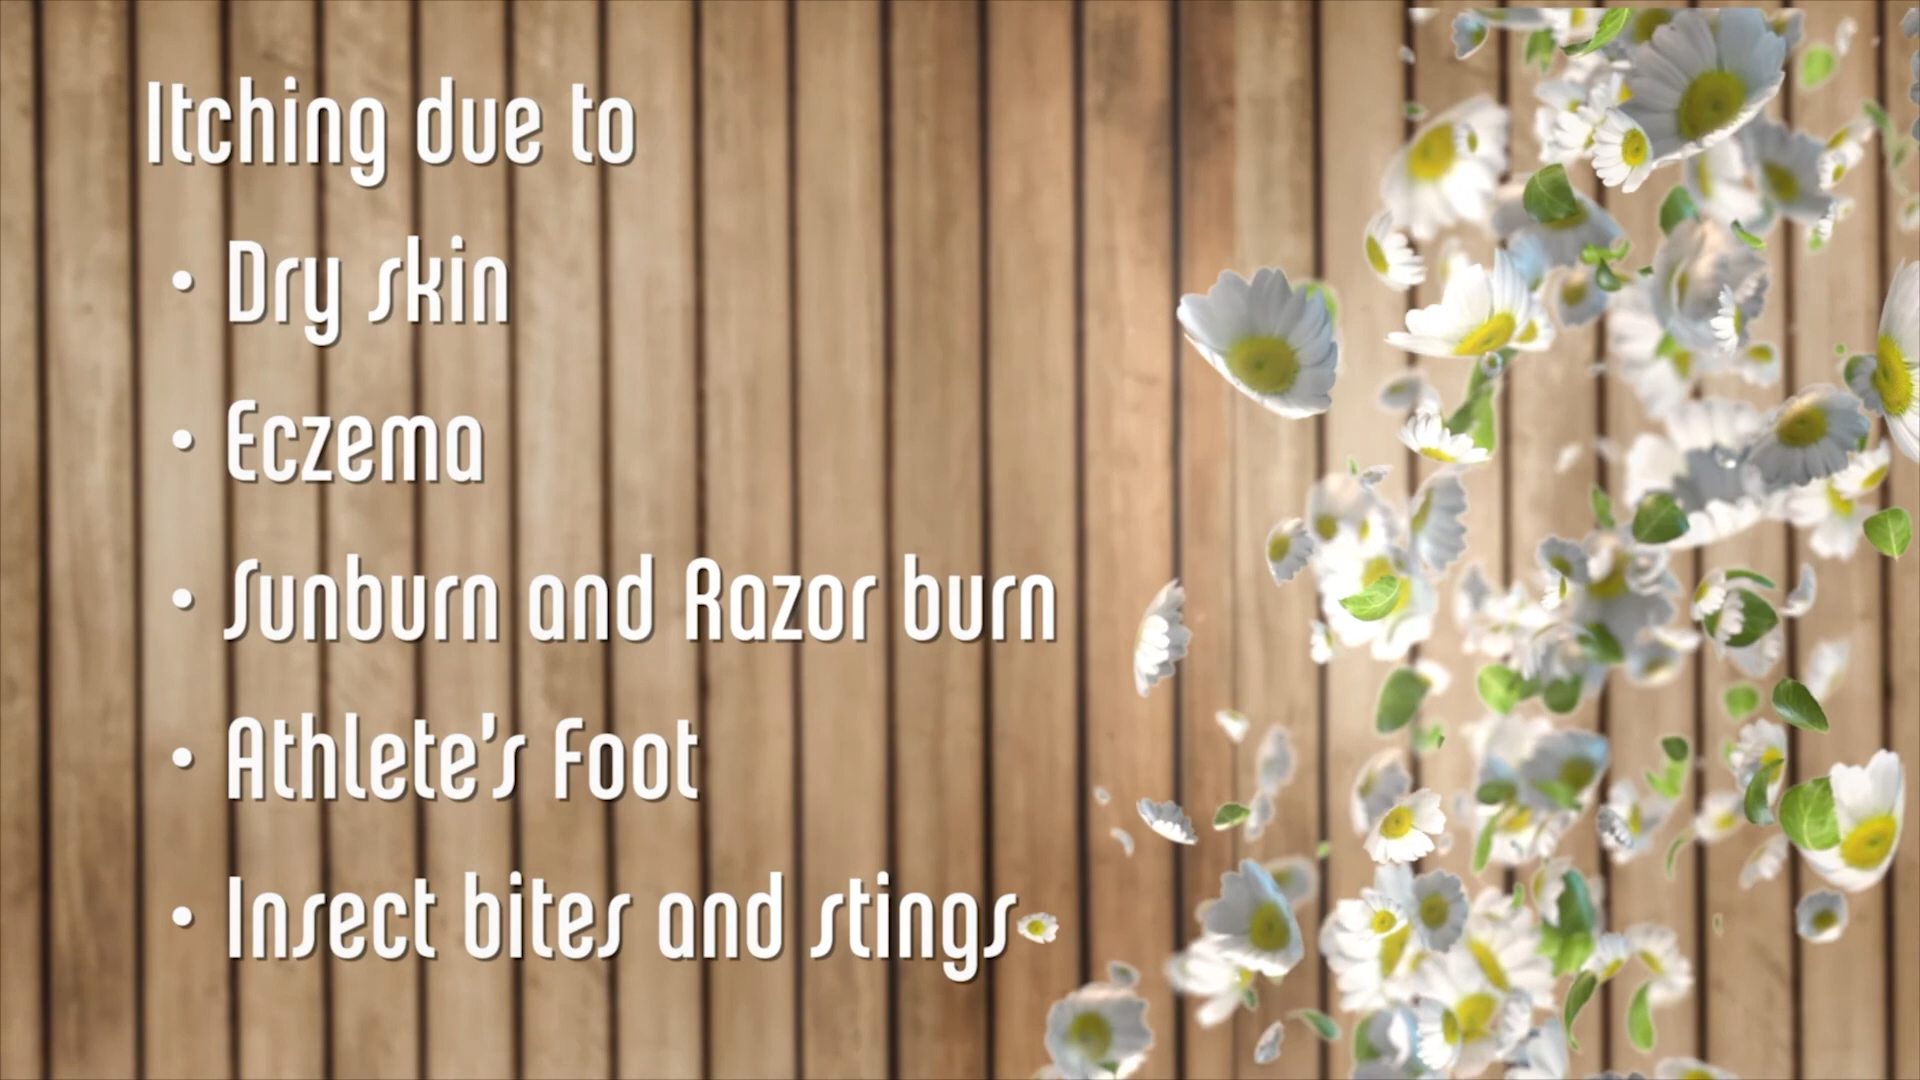 Itching due to
• Dry skin
• Eczema
• Sunburn and Razor burn
• Athlete's Foot
• Insect bites and stings